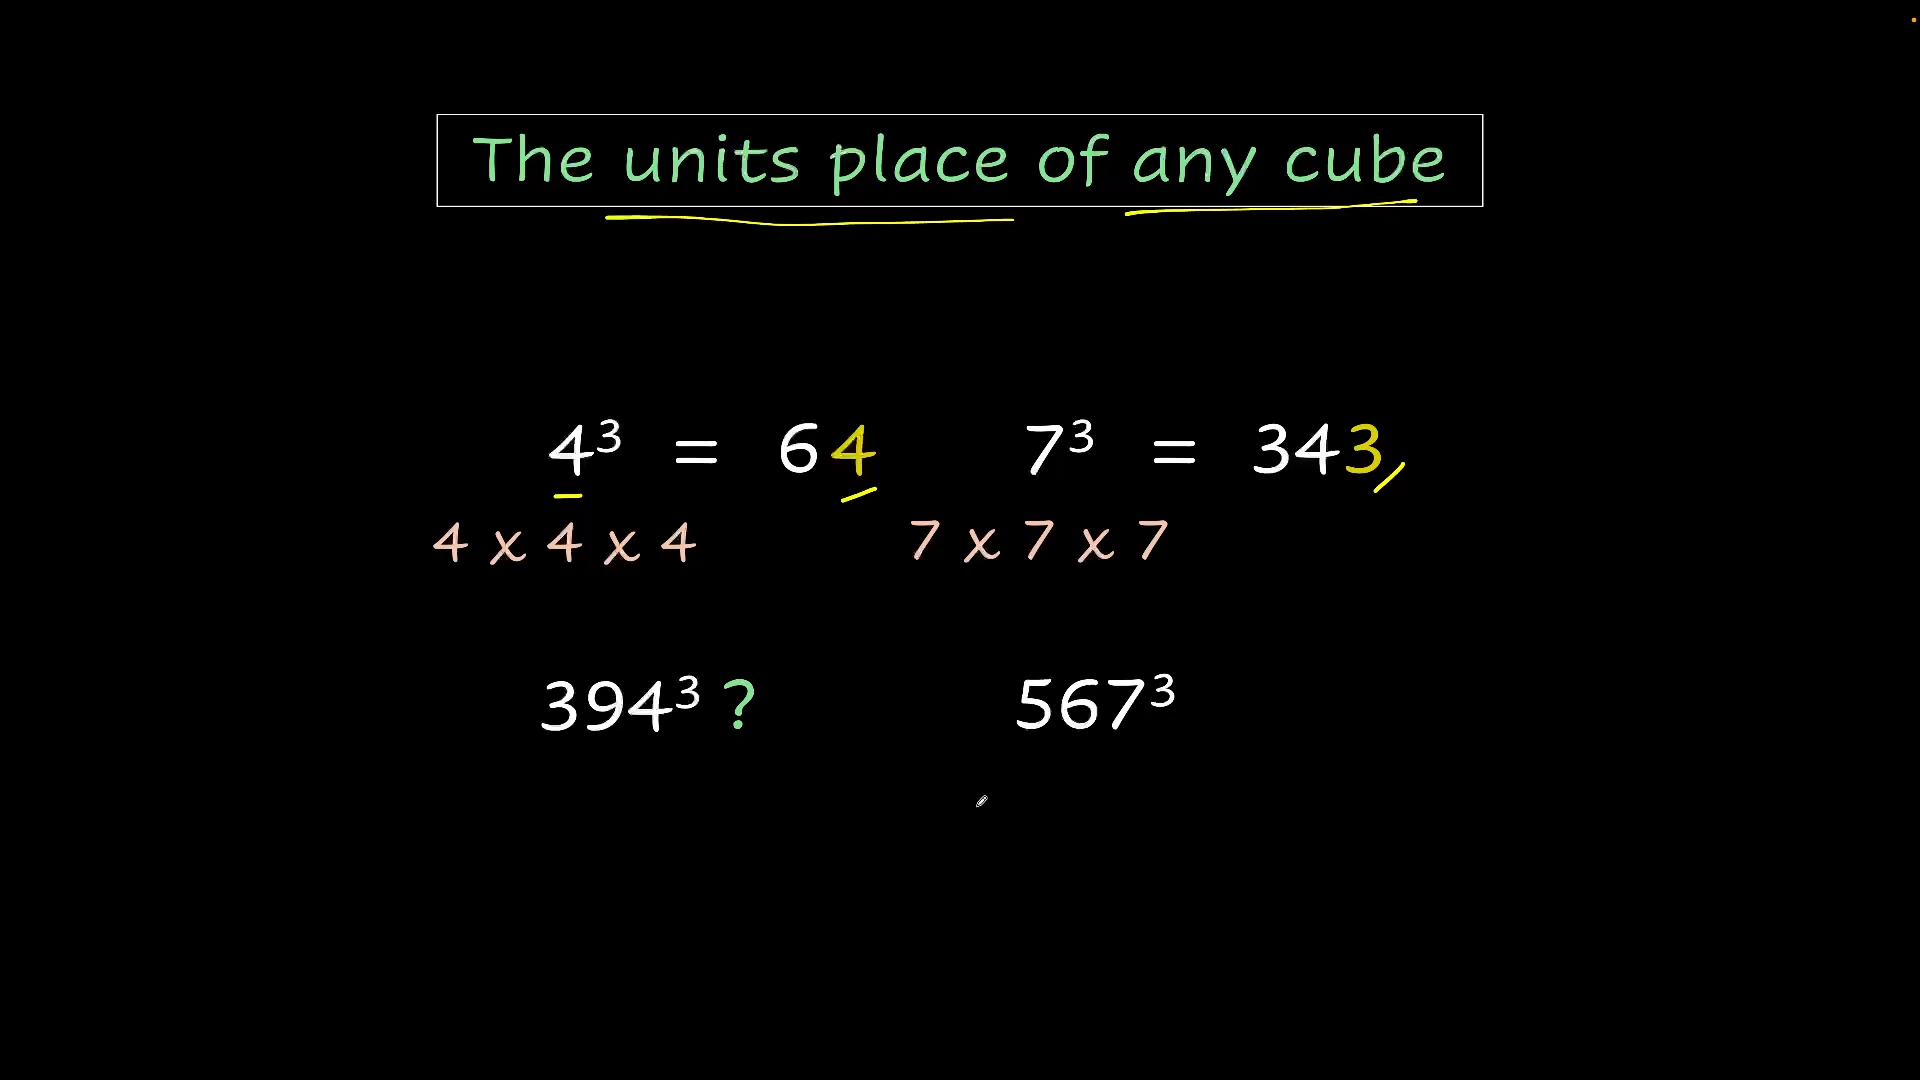 The units place of any cube
4³ = 64 7³ = 343
4 x 4 x 4 7 x 7 x 7
394³ ? 567³